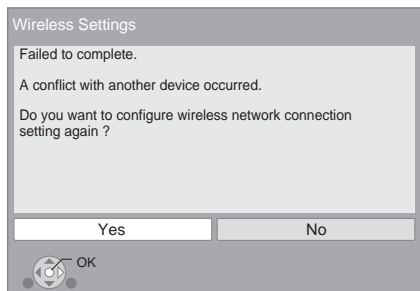 Wireless Settings
Failed to complete.
A conflict with another device occurred.
Do you want to configure wireless network connection
setting again ?
Yes
No
OK